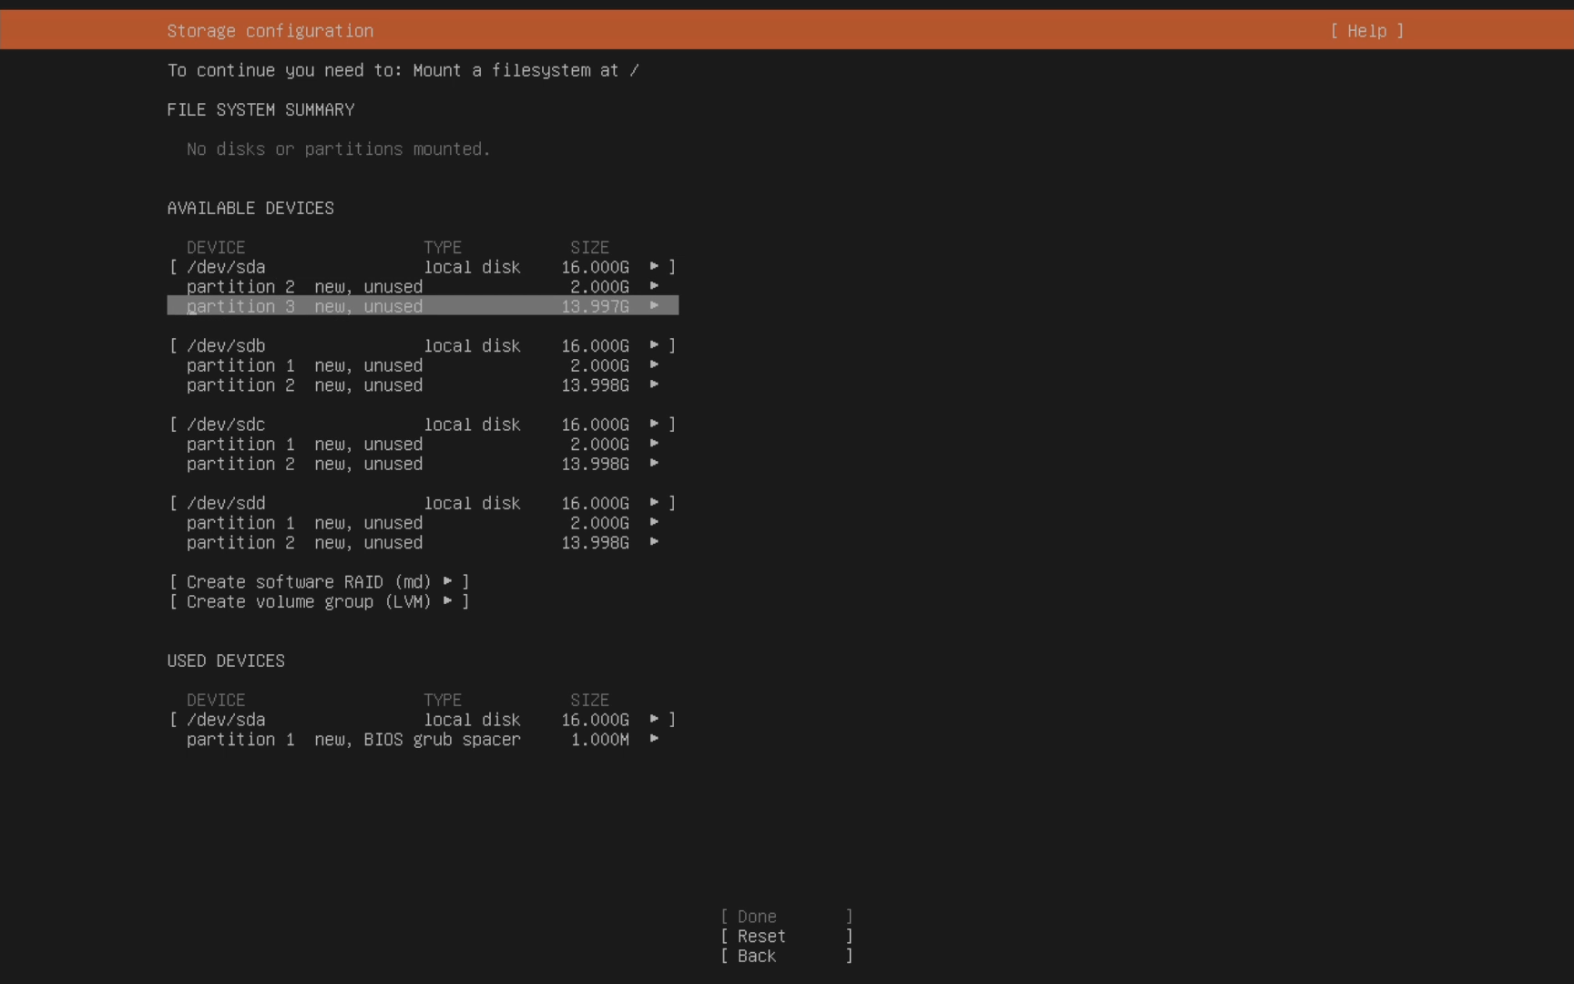 Storage configuration [ Help ]
To continue you need to: Mount a filesystem at /
FILE SYSTEM SUMMARY
No disks or partitions mounted.
AVAILABLE DEVICES
DEVICE TYPE SIZE
[ /dev/sda local disk 16.000G ► ]
partition 2 new, unused 2.000G ►
partition 3 new, unused 13.997G ►
[ /dev/sdb local disk 16.000G ► ]
partition 1 new, unused 2.000G ►
partition 2 new, unused 13.998G ►
[ /dev/sdc local disk 16.000G ► ]
partition 1 new, unused 2.000G ►
partition 2 new, unused 13.998G ►
[ /dev/sdd local disk 16.000G ► ]
partition 1 new, unused 2.000G ►
partition 2 new, unused 13.998G ►
[ Create software RAID (md) ► ]
[ Create volume group (LVM) ► ]
USED DEVICES
DEVICE TYPE SIZE
[ /dev/sda local disk 16.000G ► ]
partition 1 new, BIOS grub spacer 1.000M ►
[ Done ]
[ Reset ]
[ Back ]